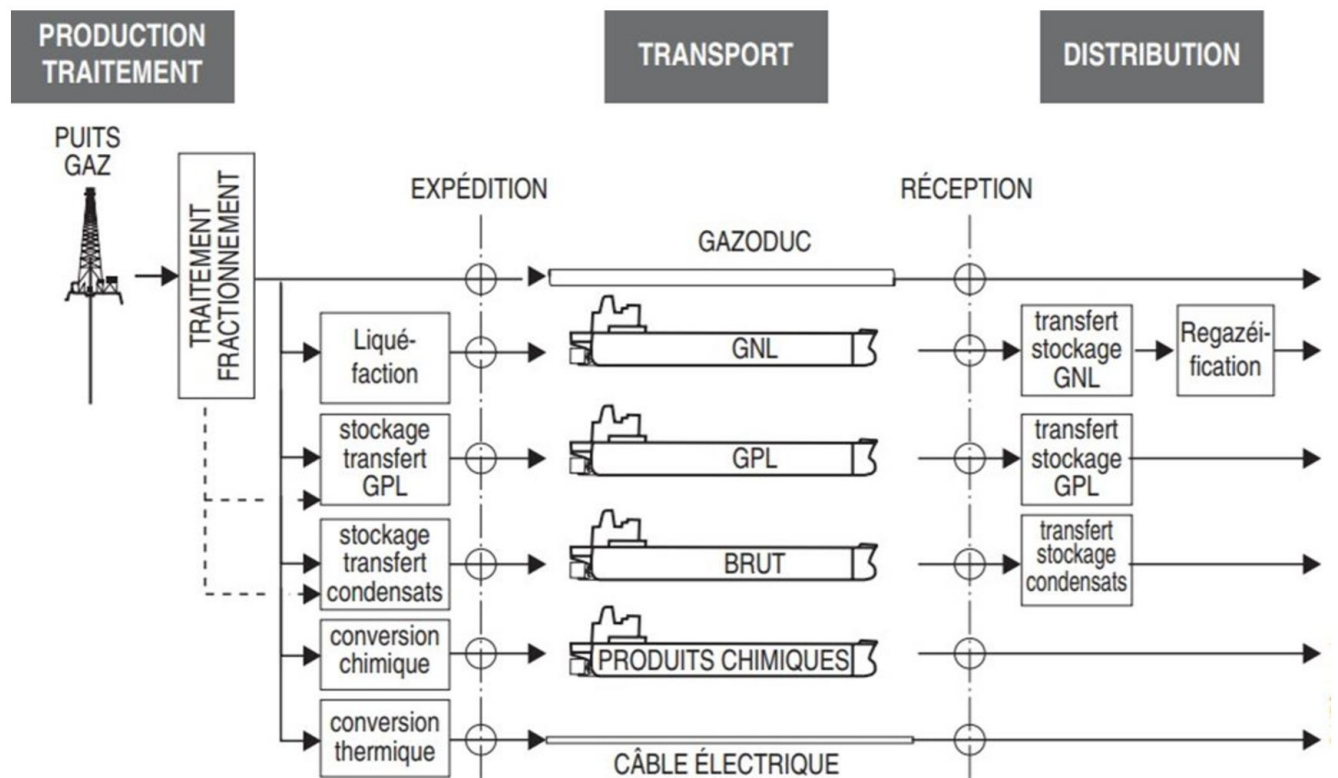 PRODUCTION
TRAITEMENT
TRANSPORT
DISTRIBUTION
PUITS
GAZ
TRAITEMENT
FRACTIONNEMENT
EXPÉDITION
RÉCEPTION
GAZODUC
Liqué-
faction
GNL
transfert
stockage
GNL
Regazéi-
fication
stockage
transfert
GPL
GPL
transfert
stockage
GPL
stockage
transfert
condensats
BRUT
transfert
stockage
condensats
conversion
chimique
PRODUITS CHIMIQUES
conversion
thermique
CÂBLE ÉLECTRIQUE